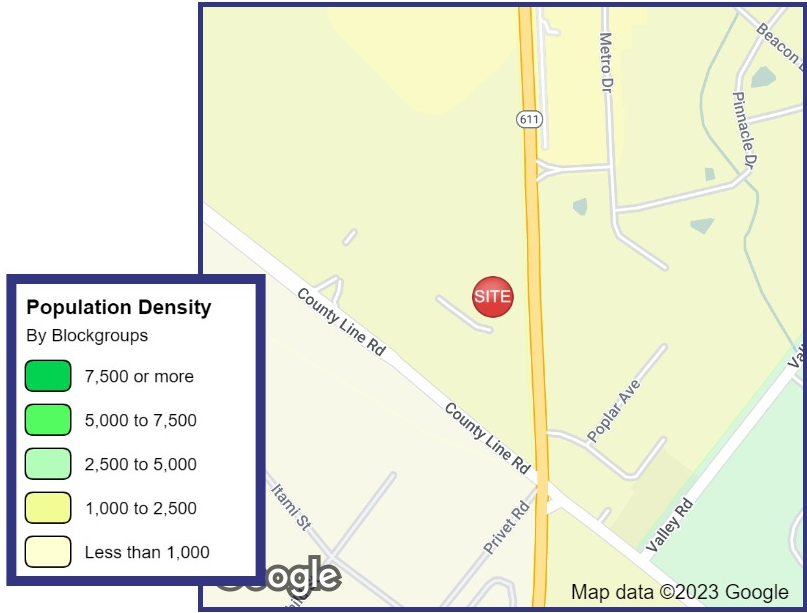 Beacon
Metro Dr
Pinnacle Dr
611
SITE
County Line Rd
County Line Rd
Poplar Ave
Valley Rd
Privet Rd
Itami St
Population Density
By Blockgroups
7,500 or more
5,000 to 7,500
2,500 to 5,000
1,000 to 2,500
Less than 1,000
Map data ©2023 Google